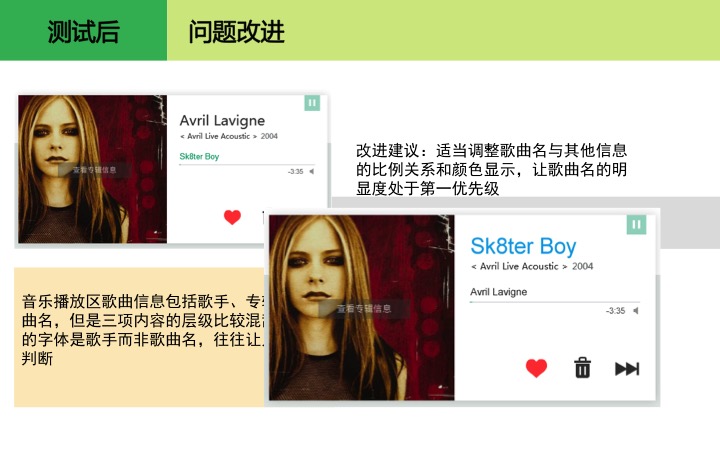 测试后
问题改进
Avril Lavigne
< Avril Live Acoustic > 2004
Sk8ter Boy
-3:35
查看专辑信息
改进建议：适当调整歌曲名与其他信息
的比例关系和颜色显示，让歌曲名的明
显度处于第一优先级
Sk8ter Boy
< Avril Live Acoustic > 2004
Avril Lavigne
-3:35
查看专辑信息
音乐播放区歌曲信息包括歌手、专
曲名，但是三项内容的层级比较混
的字体是歌手而非歌曲名，往往让
判断